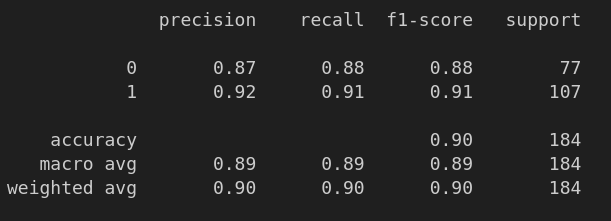 precision recall f1-score support
0 0.87 0.88 0.88 77
1 0.92 0.91 0.91 107
accuracy 0.90 184
macro avg 0.89 0.89 0.89 184
weighted avg 0.90 0.90 0.90 184